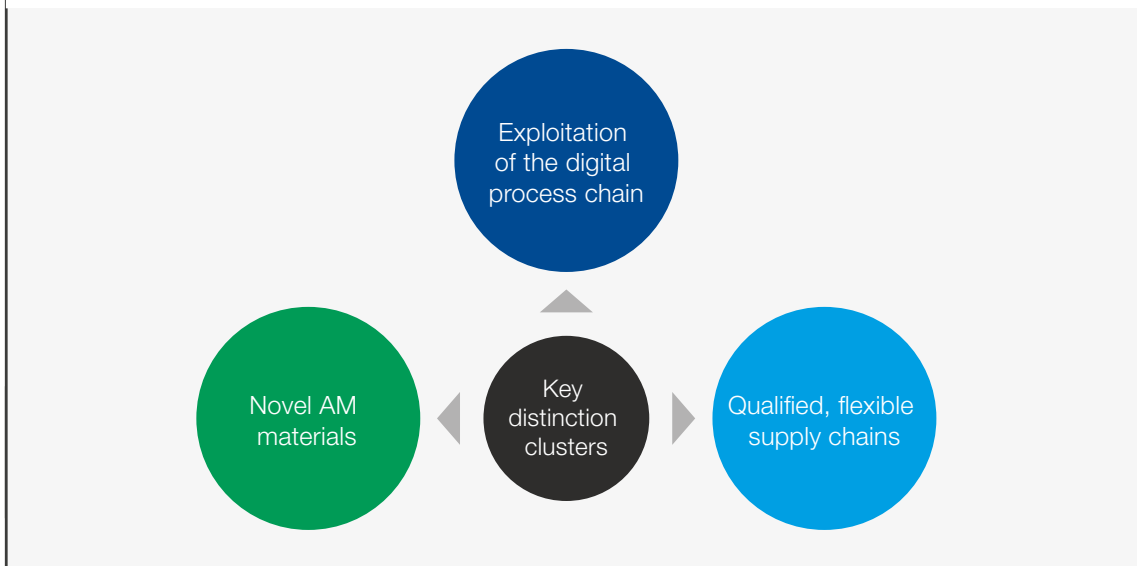 Exploitation
of the digital
process chain
Novel AM
materials
Key
distinction
clusters
Qualified, flexible
supply chains